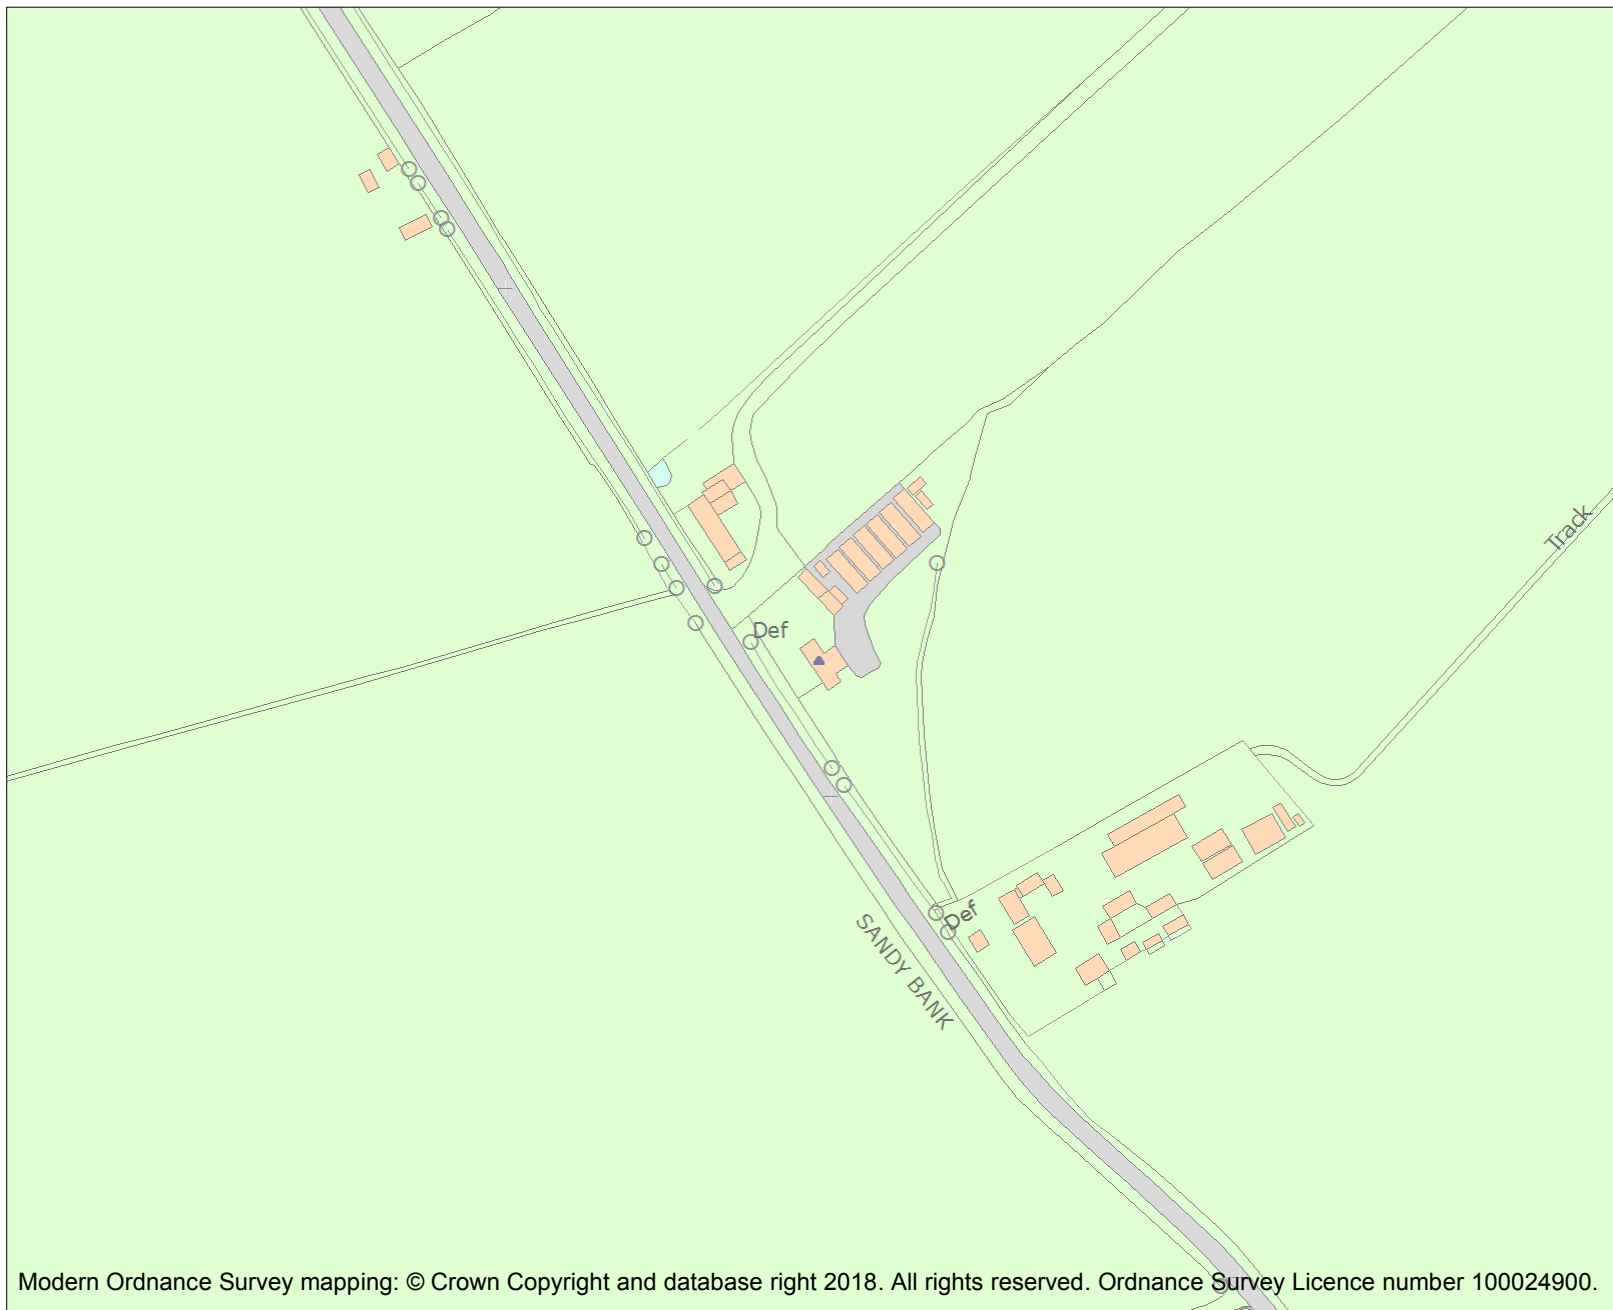 Track
Def
Def
SANDY BANK
Modern Ordnance Survey mapping: © Crown Copyright and database right 2018. All rights reserved. Ordnance Survey Licence number 100024900.